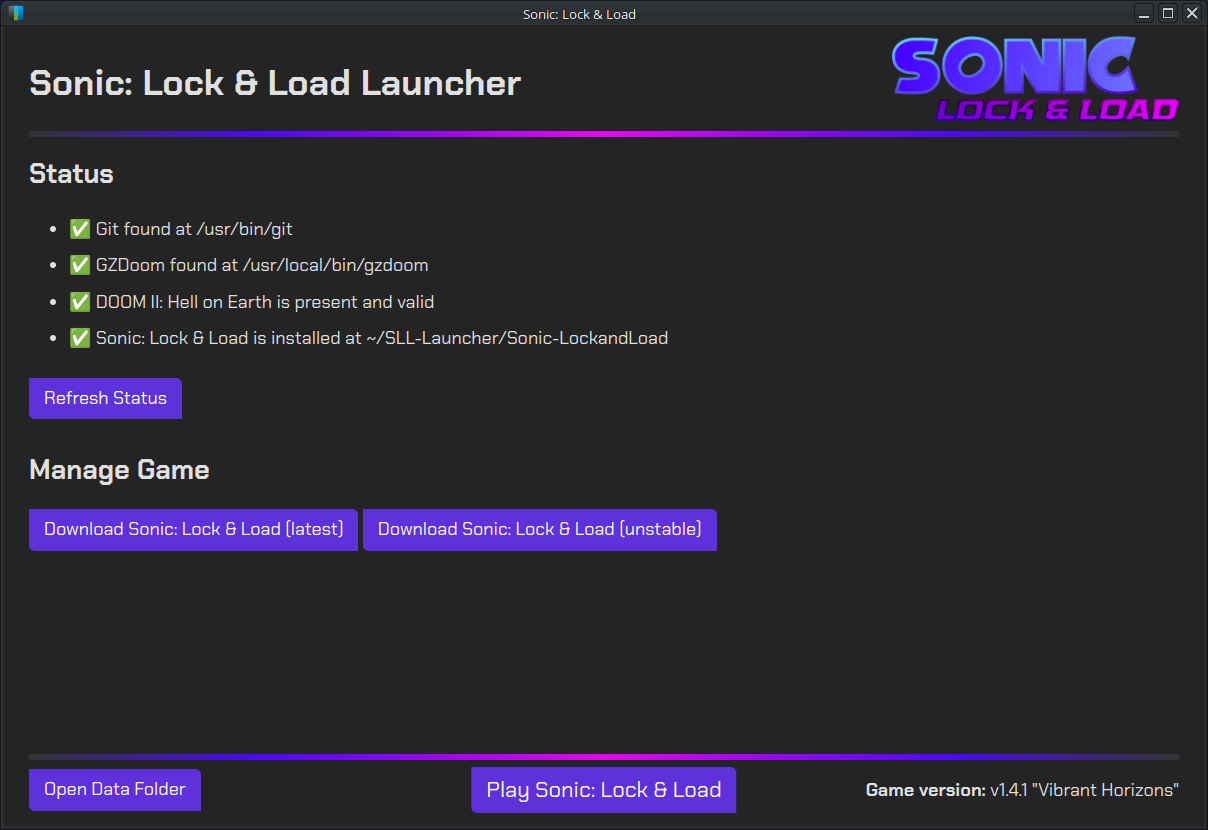 Sonic: Lock & Load
Sonic: Lock & Load Launcher
SONIC
LOCK & LOAD
Status
• ✅ Git found at /usr/bin/git
• ✅ GZDoom found at /usr/local/bin/gzdoom
• ✅ DOOM II: Hell on Earth is present and valid
• ✅ Sonic: Lock & Load is installed at ~/SLL-Launcher/Sonic-LockandLoad
Refresh Status
Manage Game
Download Sonic: Lock & Load (latest) Download Sonic: Lock & Load (unstable)
Open Data Folder Play Sonic: Lock & Load Game version: v1.4.1 "Vibrant Horizons"